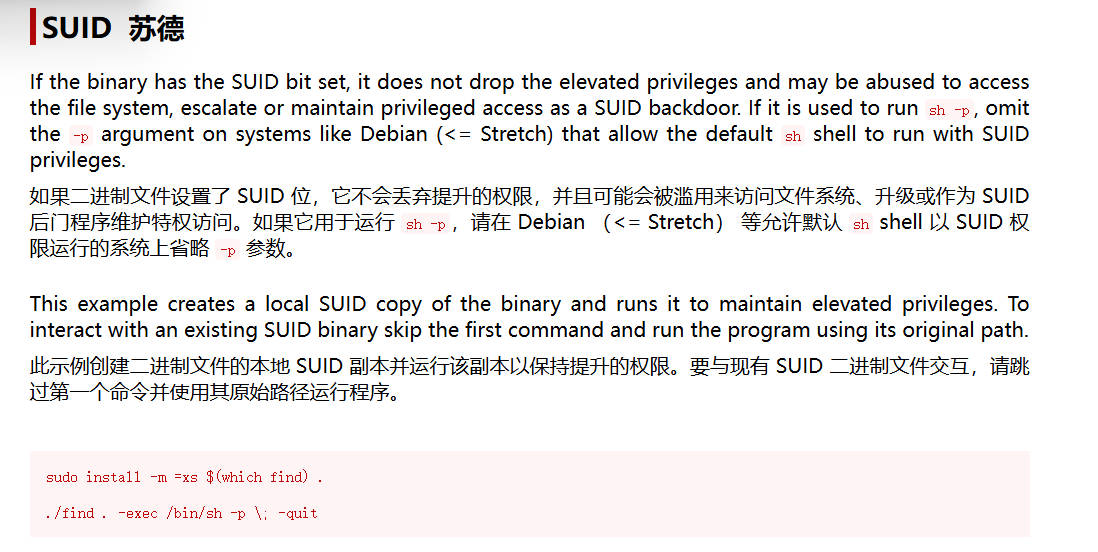 SUID 苏德
If the binary has the SUID bit set, it does not drop the elevated privileges and may be abused to access
the file system, escalate or maintain privileged access as a SUID backdoor. If it is used to run sh -p, omit
the -p argument on systems like Debian (<= Stretch) that allow the default sh shell to run with SUID
privileges.
如果二进制文件设置了 SUID 位，它不会丢弃提升的权限，并且可能会被滥用来访问文件系统、升级或作为 SUID
后门程序维护特权访问。如果它用于运行 sh -p，请在 Debian （<= Stretch） 等允许默认 sh shell 以 SUID 权
限运行的系统上省略 -p 参数。
This example creates a local SUID copy of the binary and runs it to maintain elevated privileges. To
interact with an existing SUID binary skip the first command and run the program using its original path.
此示例创建二进制文件的本地 SUID 副本并运行该副本以保持提升的权限。要与现有 SUID 二进制文件交互，请跳
过第一个命令并使用其原始路径运行程序。
sudo install -m =xs $(which find) .
./find . -exec /bin/sh -p \; -quit